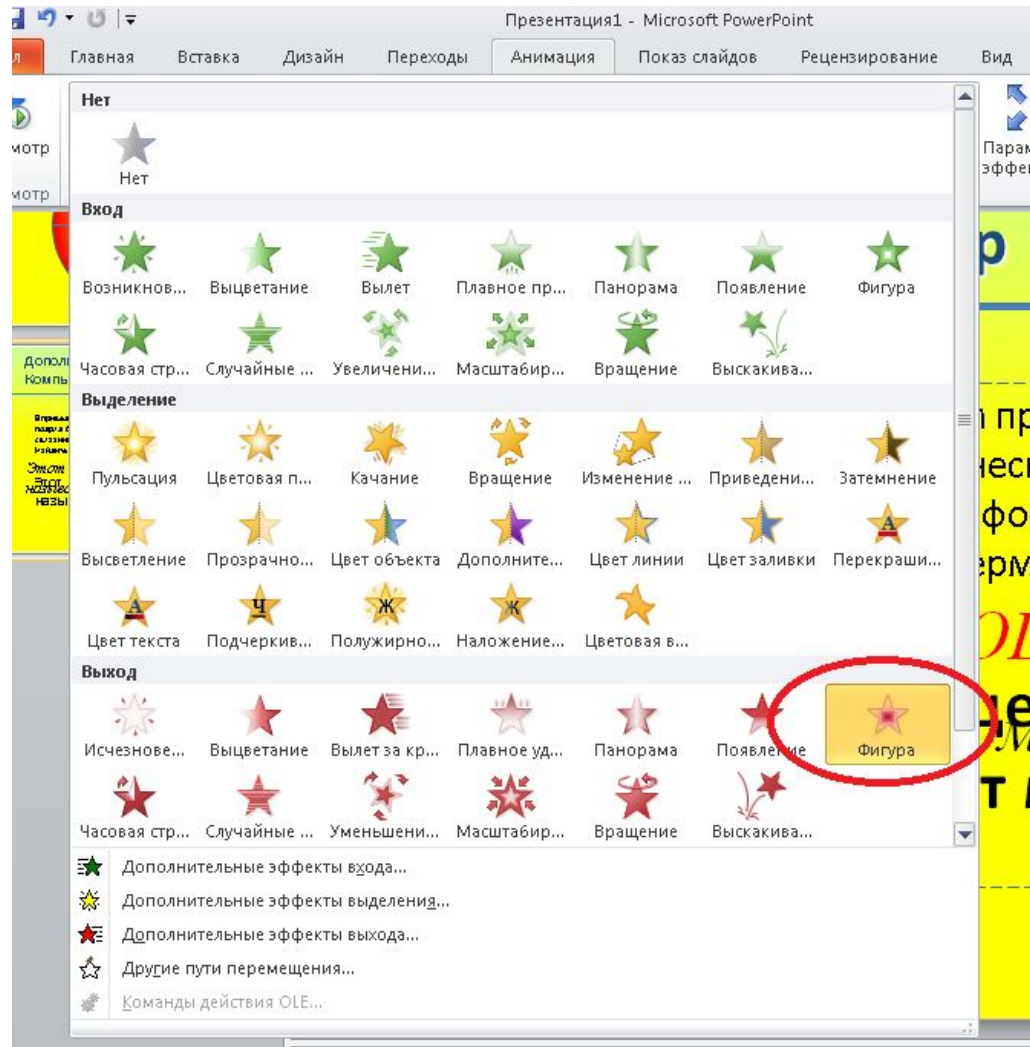 Презентация1 - Microsoft PowerPoint
Главная Вставка Дизайн Переходы Анимация Показ слайдов Рецензирование Вид
Нет
Нет
Вход
Возникнов... Выцветание Вылет Плавное пр... Панорама Появление Фигура
Часовая стр... Случайные ... Увеличени... Масштабир... Вращение Выскакива...
Выделение
Пульсация Цветовая п... Качание Вращение Изменение ... Приведени... Затемнение
Высветление Прозрачно... Цвет объекта Дополните... Цвет линии Цвет заливки Перекраши...
Цвет текста Подчеркив... Полужирно... Наложение... Цветовая в...
Выход
Исчезнове... Выцветание Вылет за кр... Плавное уд... Панорама Появление Фигура
Часовая стр... Случайные ... Уменьшени... Масштабир... Вращение Выскакива...
Дополнительные эффекты входа...
Дополнительные эффекты выделения...
Дополнительные эффекты выхода...
Другие пути перемещения...
Команды действия OLE...